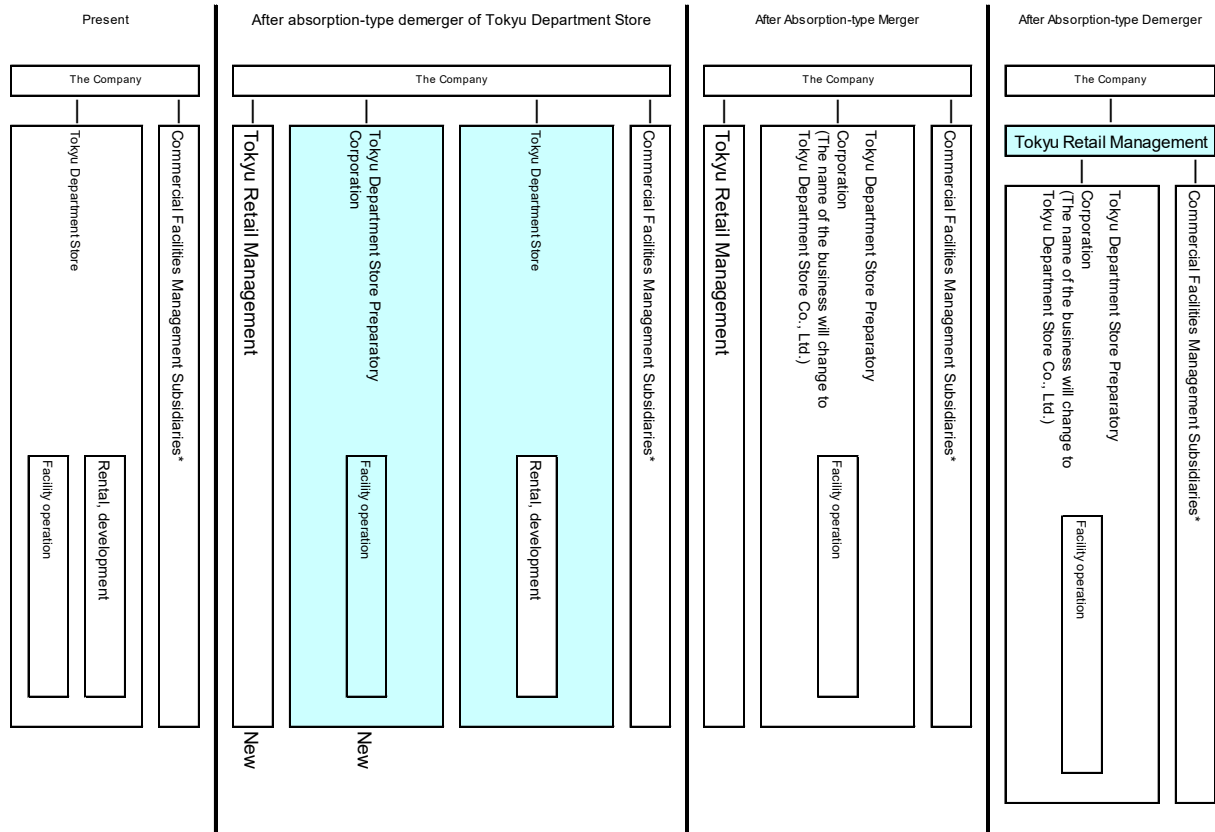 Present
The Company
Tokyu Department Store
Facility operation
Rental, development
Commercial Facilities Management Subsidiaries*
After absorption-type demerger of Tokyu Department Store
The Company
Tokyu Retail Management
New
Tokyu Department Store Preparatory
Corporation
Facility operation
New
Tokyu Department Store
Rental, development
Commercial Facilities Management Subsidiaries*
After Absorption-type Merger
The Company
Tokyu Retail Management
Tokyu Department Store Preparatory
Corporation
(The name of the business will change to
Tokyu Department Store Co., Ltd.)
Facility operation
Commercial Facilities Management Subsidiaries*
After Absorption-type Demerger
The Company
Tokyu Retail Management
Tokyu Department Store Preparatory
Corporation
(The name of the business will change to
Tokyu Department Store Co., Ltd.)
Facility operation
Commercial Facilities Management Subsidiaries*